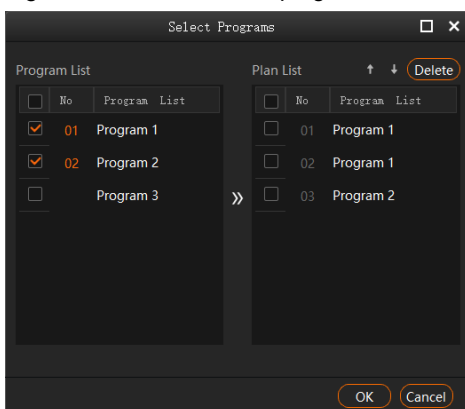 Select Programs
Program List
Plan List ↑ ↓ Delete
No Program List
01 Program 1
02 Program 2
Program 3
»
No Program List
01 Program 1
02 Program 1
03 Program 2
OK Cancel